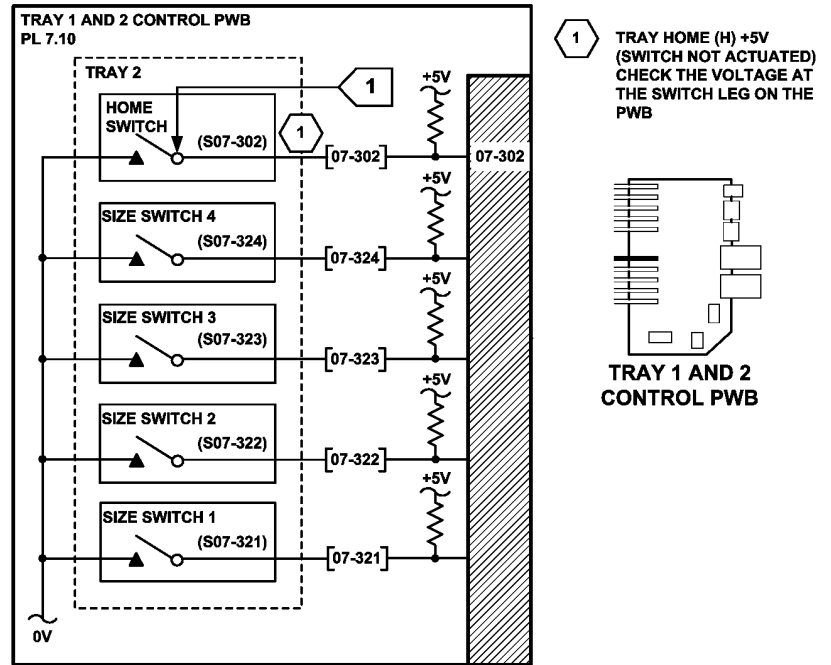 TRAY 1 AND 2 CONTROL PWB
PL 7.10
TRAY 2
HOME
SWITCH
(S07-302)
1
1
[07-302]
+5V
07-302
SIZE SWITCH 4
(S07-324)
[07-324]
+5V
SIZE SWITCH 3
(S07-323)
[07-323]
+5V
SIZE SWITCH 2
(S07-322)
[07-322]
+5V
SIZE SWITCH 1
(S07-321)
[07-321]
+5V
0V
1
TRAY HOME (H) +5V
(SWITCH NOT ACTUATED)
CHECK THE VOLTAGE AT
THE SWITCH LEG ON THE
PWB
TRAY 1 AND 2
CONTROL PWB